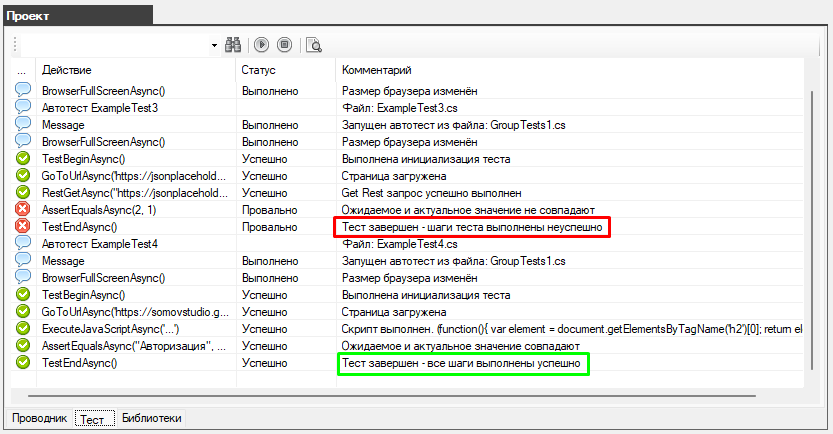 Проект
... Действие Статус Комментарий
BrowserFullScreenAsync() Выполнено Размер браузера изменён
Автотест ExampleTest3 Файл: ExampleTest3.cs
Message Выполнено Запущен автотест из файла: GroupTests1.cs
BrowserFullScreenAsync() Выполнено Размер браузера изменён
TestBeginAsync() Успешно Выполнена инициализация теста
GoToUrlAsync('https://jsonplacehold... Успешно Страница загружена
RestGetAsync("https://jsonplacehold... Успешно Get Rest запрос успешно выполнен
AssertEqualsAsync(2, 1) Провально Ожидаемое и актуальное значение не совпадают
TestEndAsync() Провально Тест завершен - шаги теста выполнены неуспешно
Автотест ExampleTest4 Файл: ExampleTest4.cs
Message Выполнено Запущен автотест из файла: GroupTests1.cs
BrowserFullScreenAsync() Выполнено Размер браузера изменён
TestBeginAsync() Успешно Выполнена инициализация теста
GoToUrlAsync('https://somovstudio.g... Успешно Страница загружена
ExecuteJavaScriptAsync('...') Успешно Скрипт выполнен. (function(){ var element = document.getElementsByTagName('h2')[0]; return el
AssertEqualsAsync("Авторизация", ... Успешно Ожидаемое и актуальное значение совпадают
TestEndAsync() Успешно Тест завершен - все шаги выполнены успешно
Проводник Тест Библиотеки